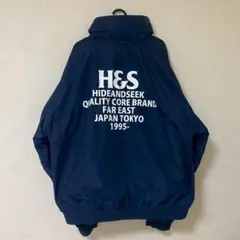 H&S
HIDEANDSEEK
QUALITY CORE BRAND
FAR EAST
JAPAN TOKYO
1995-